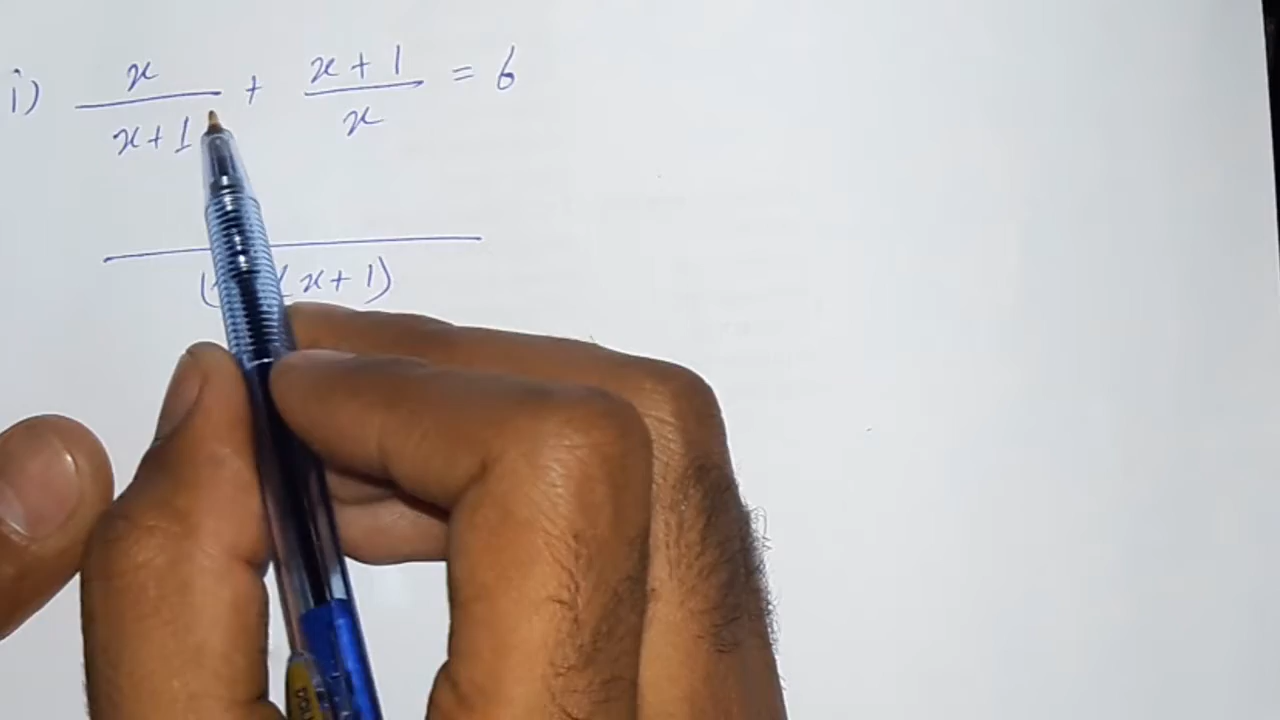 i) x/(x+1) + (x+1)/x = 6
(x+1)